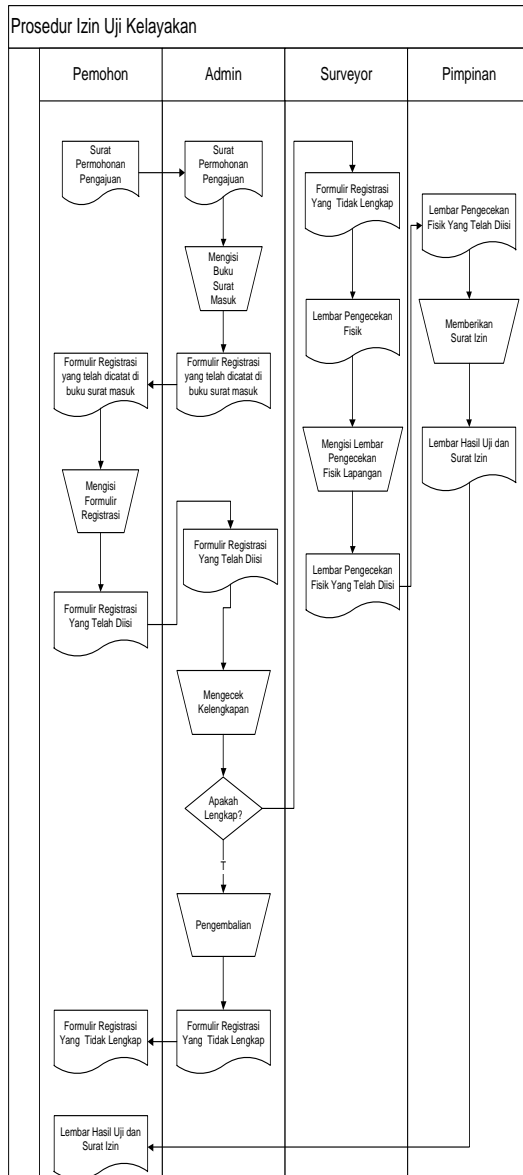 Prosedur Izin Uji Kelayakan
Pemohon
Admin
Surveyor
Pimpinan
Surat
Permohonan
Pengajuan
Surat
Permohonan
Pengajuan
Mengisi
Buku
Surat
Masuk
Formulir Registrasi
yang telah dicatat di
buku surat masuk
Formulir Registrasi
yang telah dicatat di
buku surat masuk
Mengisi
Formulir
Registrasi
Formulir Registrasi
Yang Telah Diisi
Formulir Registrasi
Yang Telah Diisi
Mengecek
Kelengkapan
Apakah
Lengkap?
T
Pengembalian
Formulir Registrasi
Yang Tidak Lengkap
Formulir Registrasi
Yang Tidak Lengkap
Formulir Registrasi
Yang Tidak Lengkap
Lembar Pengecekan
Fisik
Mengisi Lembar
Pengecekan
Fisik Lapangan
Lembar Pengecekan
Fisik Yang Telah Diisi
Lembar Pengecekan
Fisik Yang Telah Diisi
Memberikan
Surat Izin
Lembar Hasil Uji dan
Surat Izin
Lembar Hasil Uji dan
Surat Izin